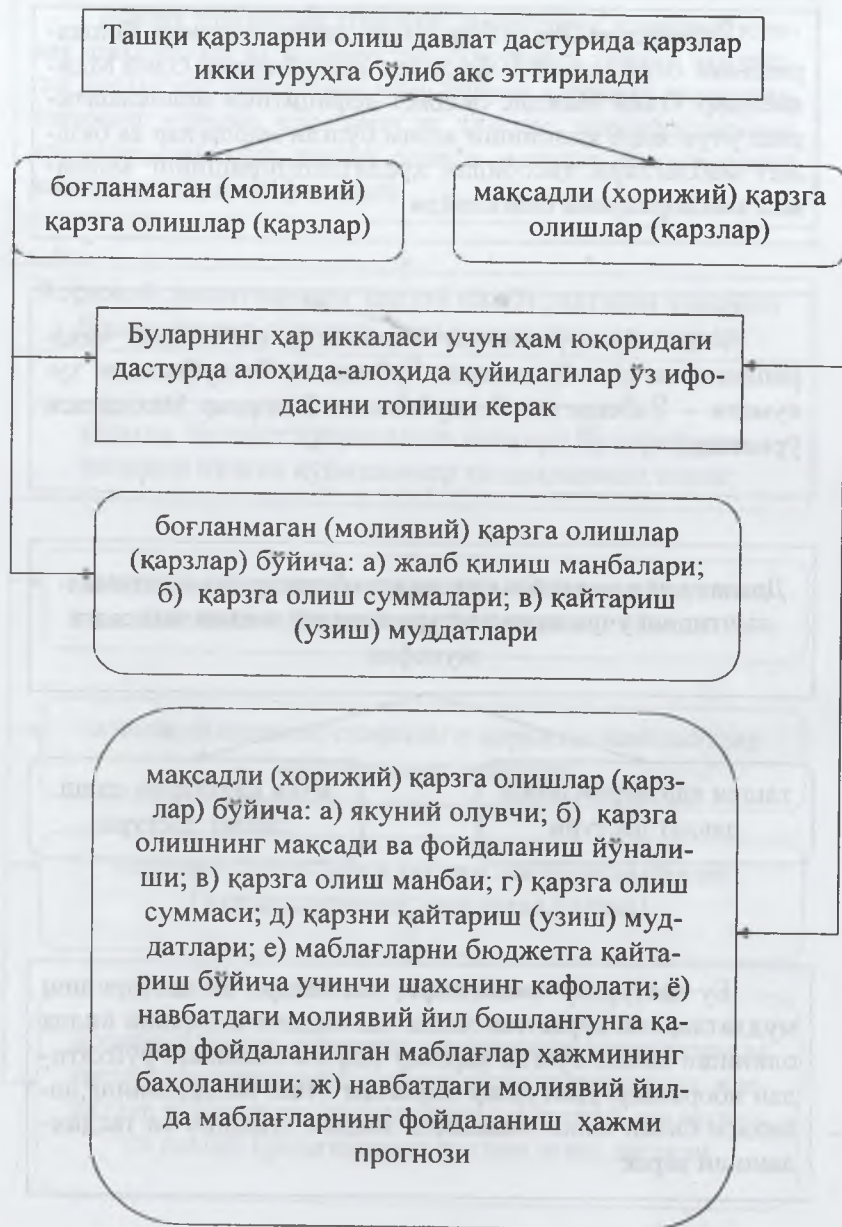 Ташқи қарзларни олиш давлат дастурида қарзлар
икки гуруҳга бўлиб акс эттирилади
боғланмаган (молиявий)
қарзга олишлар (қарзлар)
мақсадли (хорижий) қарзга
олишлар (қарзлар)
Буларнинг ҳар иккаласи учун ҳам юқоридаги
дастурда алоҳида-алоҳида қуйидагилар ўз ифо-
дасини топиши керак
боғланмаган (молиявий) қарзга олишлар
(қарзлар) бўйича: а) жалб қилиш манбалари;
б) қарзга олиш суммалари; в) қайтариш
(узиш) муддатлари
мақсадли (хорижий) қарзга олишлар (қарз-
лар) бўйича: а) якуний олувчи; б) қарзга
олишнинг мақсади ва фойдаланиш йўнали-
ши; в) қарзга олиш манбаи; г) қарзга олиш
суммаси; д) қарзни қайтариш (узиш) муд-
датлари; е) маблағларни бюджетга қайта-
риш бўйича учинчи шахснинг кафолати; ё)
навбатдаги молиявий йил бошлангунга қа-
дар фойдаланилган маблағлар ҳажмининг
баҳоланиши; ж) навбатдаги молиявий йил-
да маблағларнинг фойдаланиш ҳажми
прогнози